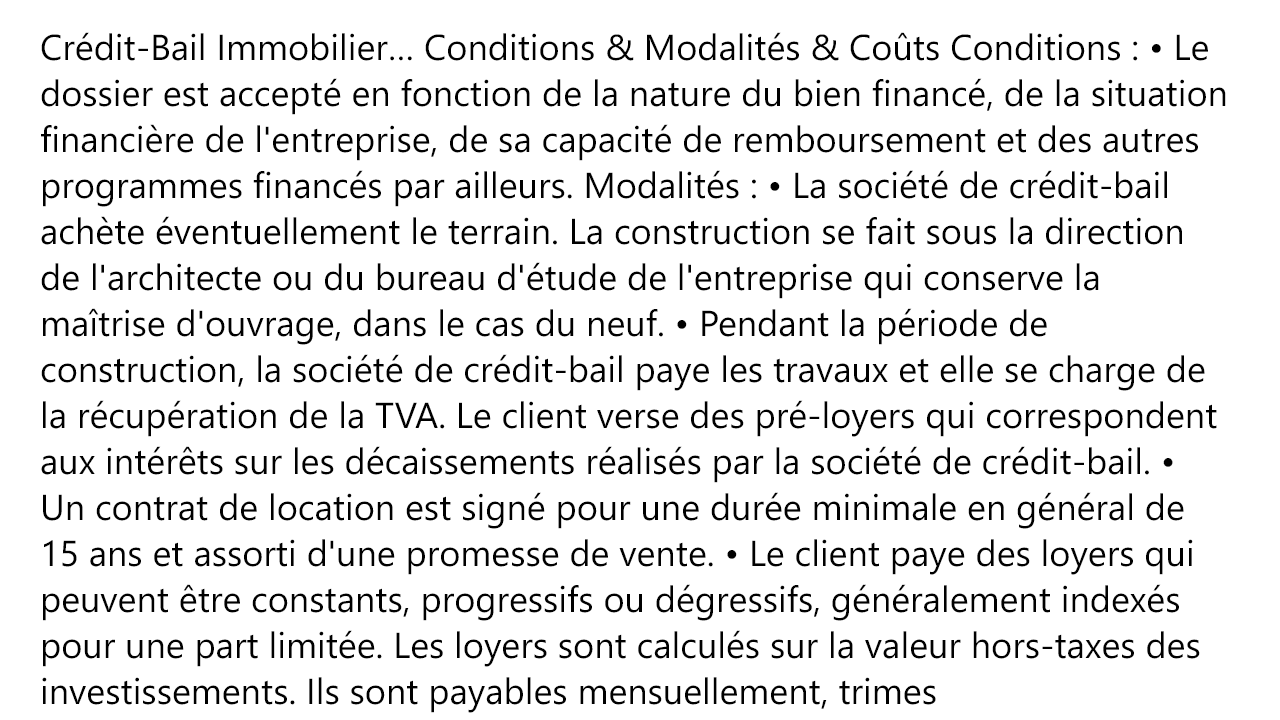 Crédit-Bail Immobilier... Conditions & Modalités & Coûts Conditions : • Le
dossier est accepté en fonction de la nature du bien financé, de la situation
financière de l'entreprise, de sa capacité de remboursement et des autres
programmes financés par ailleurs. Modalités : • La société de crédit-bail
achète éventuellement le terrain. La construction se fait sous la direction
de l'architecte ou du bureau d'étude de l'entreprise qui conserve la
maîtrise d'ouvrage, dans le cas du neuf. • Pendant la période de
construction, la société de crédit-bail paye les travaux et elle se charge de
la récupération de la TVA. Le client verse des pré-loyers qui correspondent
aux intérêts sur les décaissements réalisés par la société de crédit-bail. •
Un contrat de location est signé pour une durée minimale en général de
15 ans et assorti d'une promesse de vente. • Le client paye des loyers qui
peuvent être constants, progressifs ou dégressifs, généralement indexés
pour une part limitée. Les loyers sont calculés sur la valeur hors-taxes des
investissements. Ils sont payables mensuellement, trimes